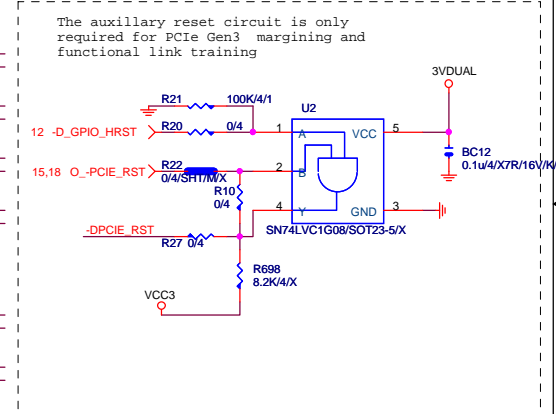 The auxillary reset circuit is only
required for PCIe Gen3 margining and
functional link training
3VDUAL
R21 100K/4/1
U2
12 -D_GPIO_HRST
R20 0/4
1 A VCC 5
BC12
0.1u/4/X7R/16V/K/
15,18 O_-PCIE_RST
R22
0/4/SHT/M/X
2 B
R10
0/4
4 Y GND 3
-DPCIE_RST
R27 0/4
SN74LVC1G08/SOT23-5/X
R698
8.2K/4/X
VCC3